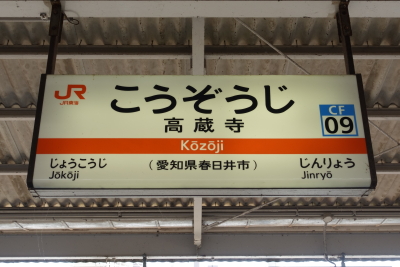 JR
JR東海
こうぞうじ
高蔵寺
CF
09
Kōzōji
じょうこうじ
Jōkōji
(愛知県春日井市)
じんりょう
Jinryō